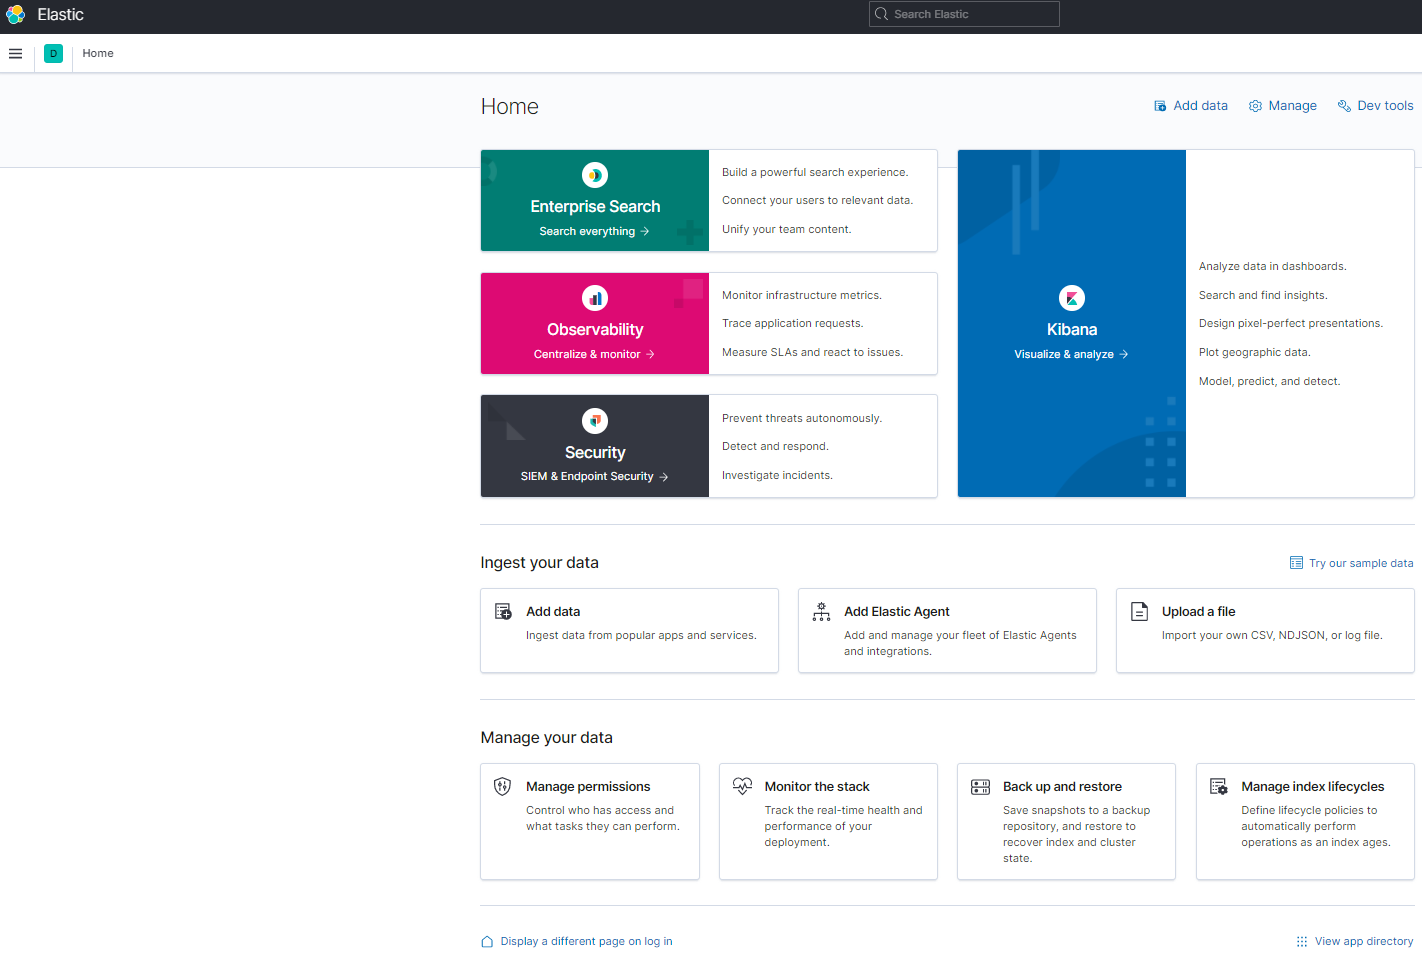 Elastic
Search Elastic
D
Home
Home
Add data
Manage
Dev tools
Enterprise Search
Search everything →
Build a powerful search experience.
Connect your users to relevant data.
Unify your team content.
Observability
Centralize & monitor →
Monitor infrastructure metrics.
Trace application requests.
Measure SLAs and react to issues.
Security
SIEM & Endpoint Security →
Prevent threats autonomously.
Detect and respond.
Investigate incidents.
Kibana
Visualize & analyze →
Analyze data in dashboards.
Search and find insights.
Design pixel-perfect presentations.
Plot geographic data.
Model, predict, and detect.
Ingest your data
Try our sample data
Add data
Ingest data from popular apps and services.
Add Elastic Agent
Add and manage your fleet of Elastic Agents
and integrations.
Upload a file
Import your own CSV, NDJSON, or log file.
Manage your data
Manage permissions
Control who has access and
what tasks they can perform.
Monitor the stack
Track the real-time health and
performance of your
deployment.
Back up and restore
Save snapshots to a backup
repository, and restore to
recover index and cluster
state.
Manage index lifecycles
Define lifecycle policies to
automatically perform
operations as an index ages.
Display a different page on log in
View app directory